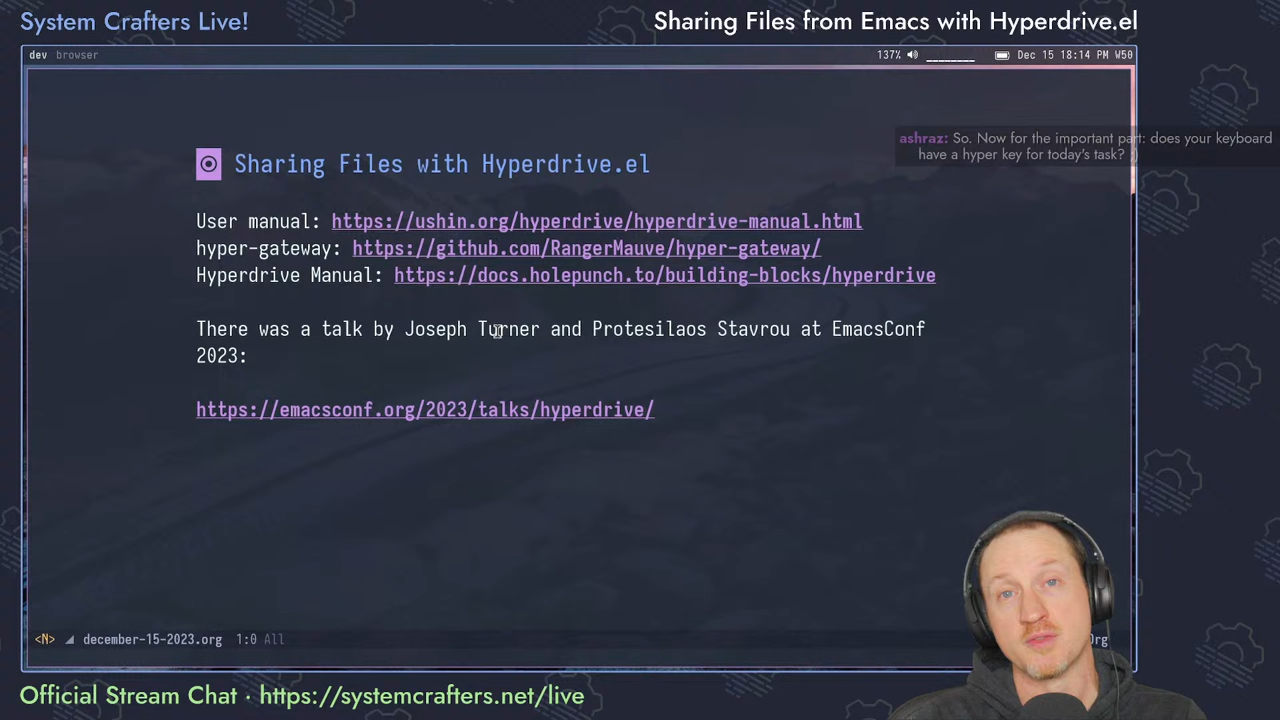 System Crafters Live!
Sharing Files from Emacs with Hyperdrive.el
dev browser
137% Dec 15 18:14 PM W50
ashraz: So. Now for the important part: does your keyboard
have a hyper key for today's task? :)
Sharing Files with Hyperdrive.el
User manual: https://ushin.org/hyperdrive/hyperdrive-manual.html
hyper-gateway: https://github.com/RangerMauve/hyper-gateway/
Hyperdrive Manual: https://docs.holepunch.to/building-blocks/hyperdrive
There was a talk by Joseph Turner and Protesilaos Stavrou at EmacsConf
2023:
https://emacsconf.org/2023/talks/hyperdrive/
<N> december-15-2023.org 1:0 All
Official Stream Chat · https://systemcrafters.net/live